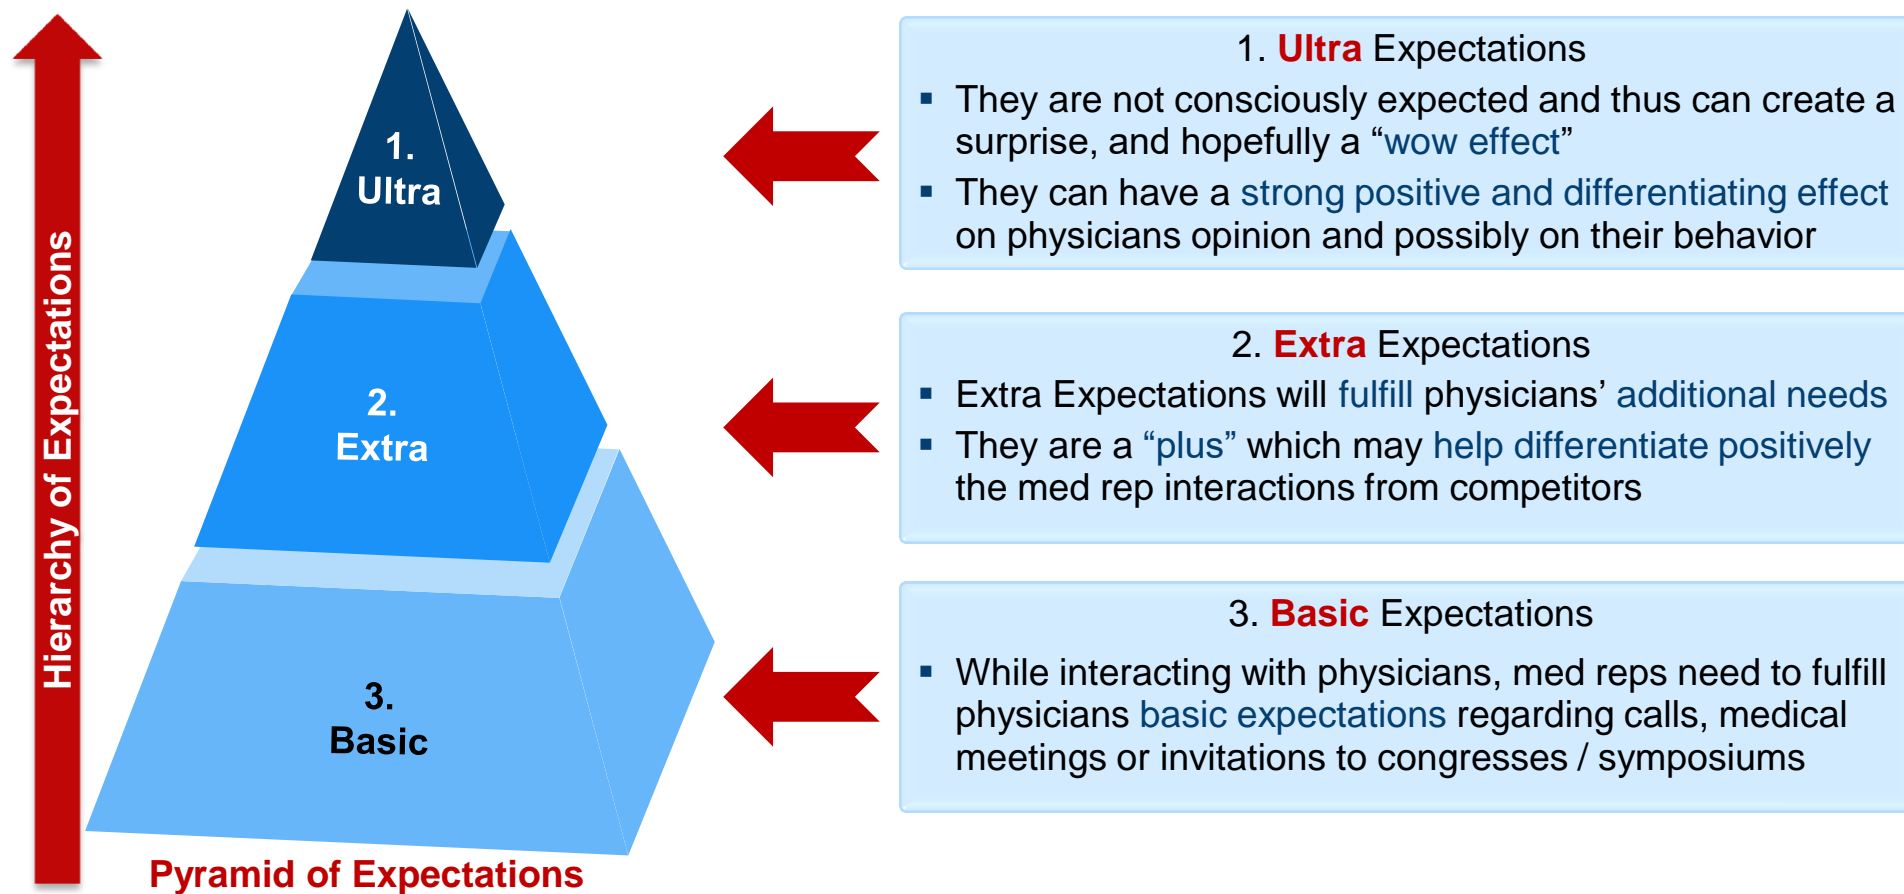 Hierarchy of Expectations
1.
Ultra
2.
Extra
3.
Basic
Pyramid of Expectations
1. Ultra Expectations
▪ They are not consciously expected and thus can create a
surprise, and hopefully a “wow effect”
▪ They can have a strong positive and differentiating effect
on physicians opinion and possibly on their behavior
2. Extra Expectations
▪ Extra Expectations will fulfill physicians’ additional needs
▪ They are a “plus” which may help differentiate positively
the med rep interactions from competitors
3. Basic Expectations
▪ While interacting with physicians, med reps need to fulfill
physicians basic expectations regarding calls, medical
meetings or invitations to congresses / symposiums